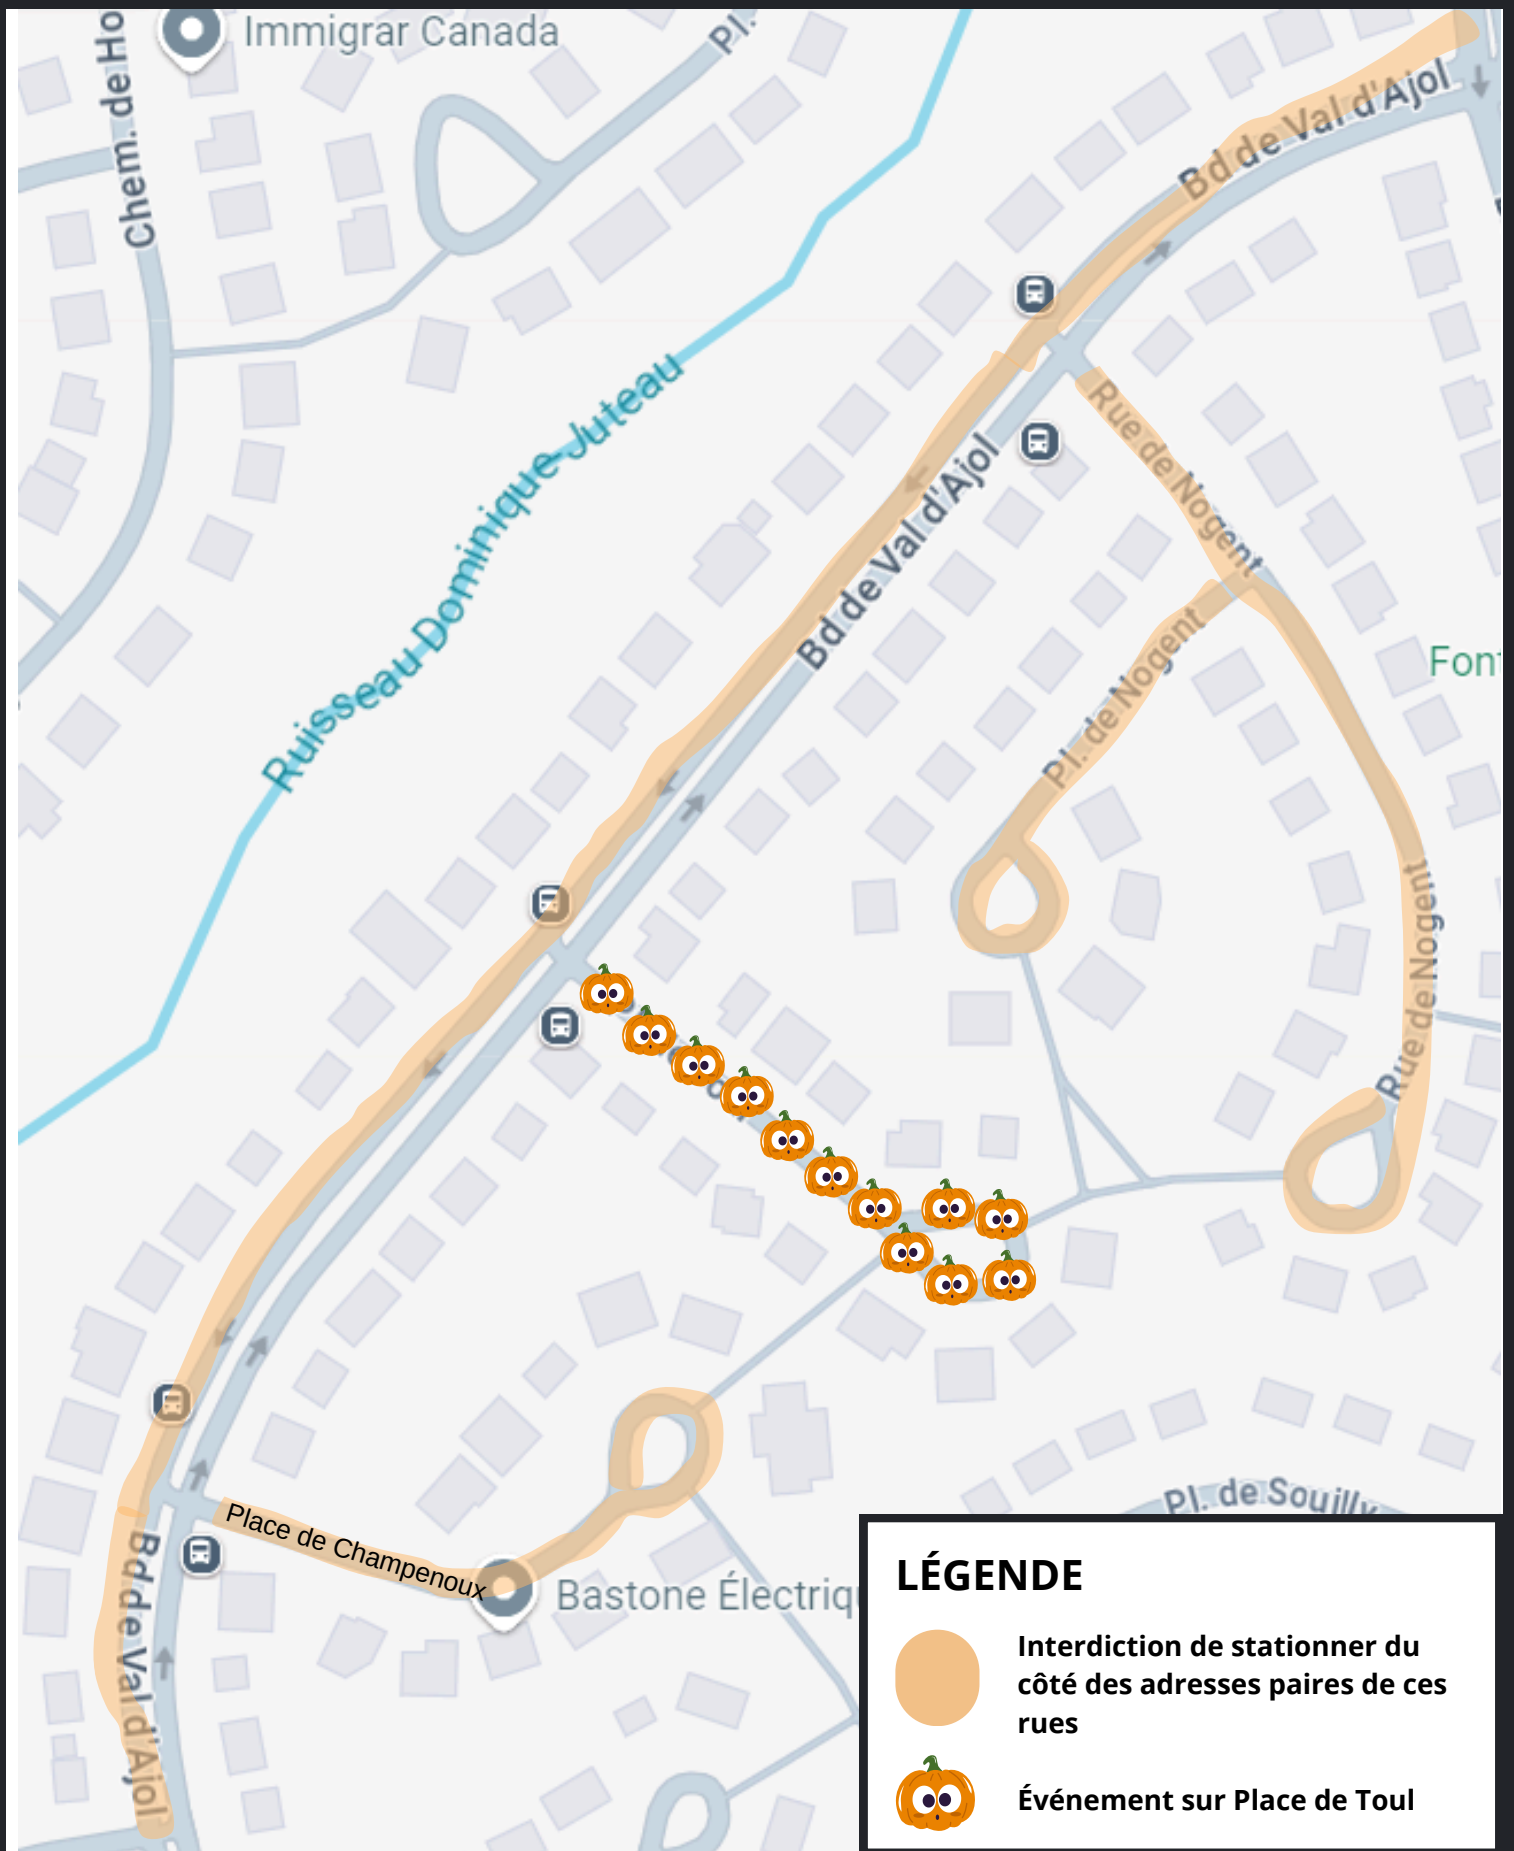 Immigrar Canada
Pl.
Chem. de Ho
Bd de Val d'Ajol
Ruisseau Dominique-Juteau
Rue de Nogent
Bd de Val d'Ajol
Pl. de Nogent
Font
Rue de Nogent
Place de Champenoux
Pl. de Souilly
Bd de Val d'Ajol
Bastone Électriqu
LÉGENDE
Interdiction de stationner du
côté des adresses paires de ces
rues
Événement sur Place de Toul